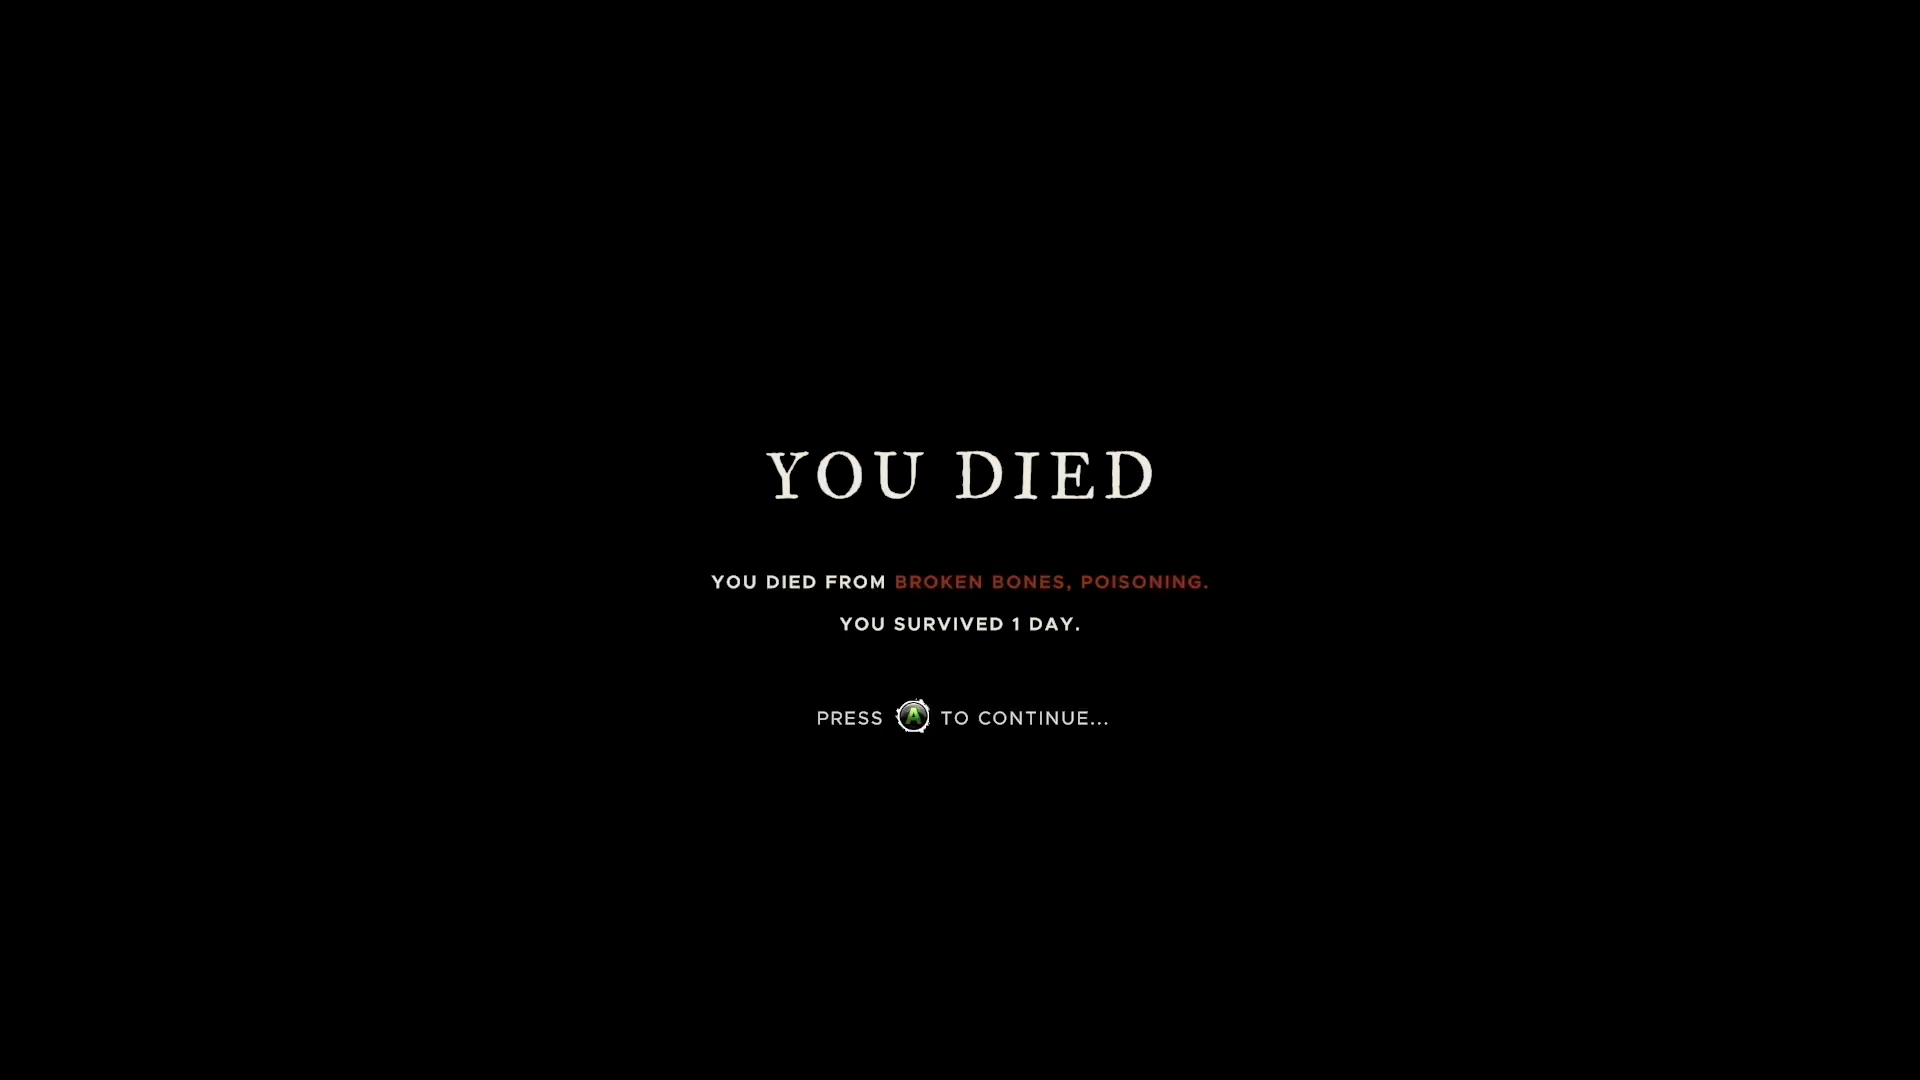 YOU DIED
YOU DIED FROM BROKEN BONES, POISONING.
YOU SURVIVED 1 DAY.
PRESS A TO CONTINUE...